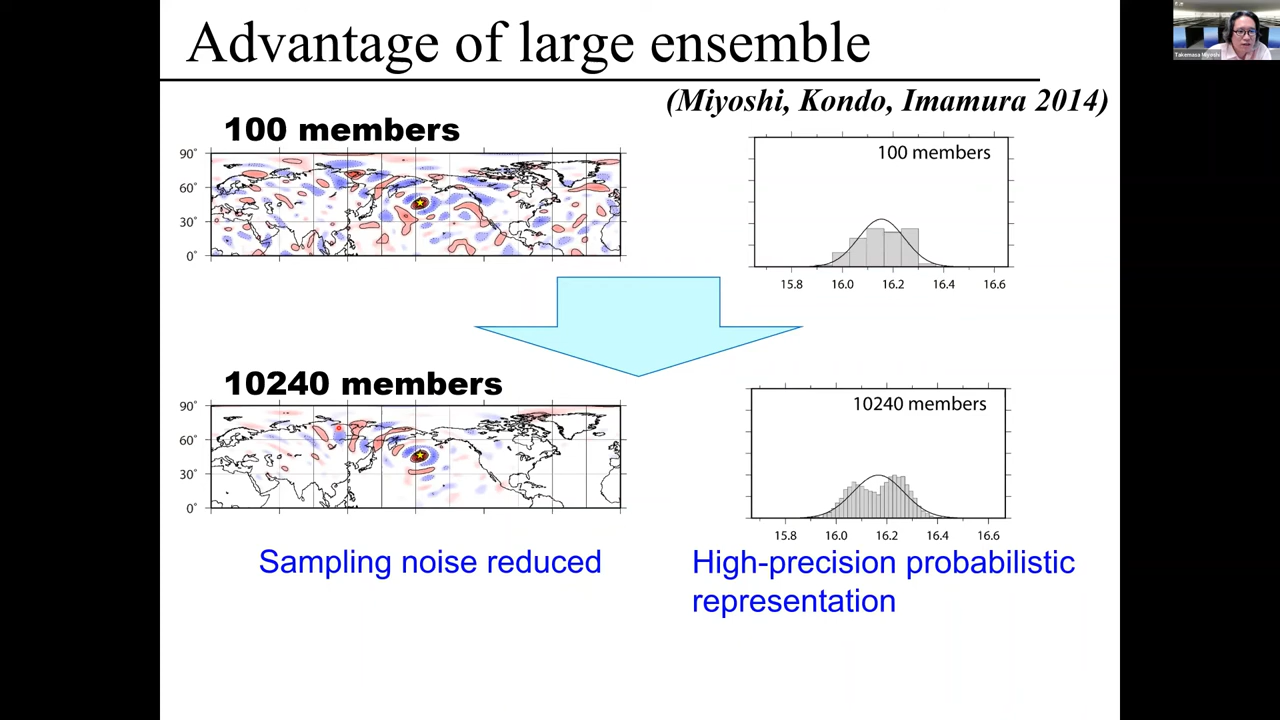 Advantage of large ensemble
(Miyoshi, Kondo, Imamura 2014)
100 members
90°
60°
30°
0°
100 members
15.8 16.0 16.2 16.4 16.6
10240 members
90°
60°
30°
0°
10240 members
15.8 16.0 16.2 16.4 16.6
Sampling noise reduced
High-precision probabilistic
representation
Takemasa Miyoshi